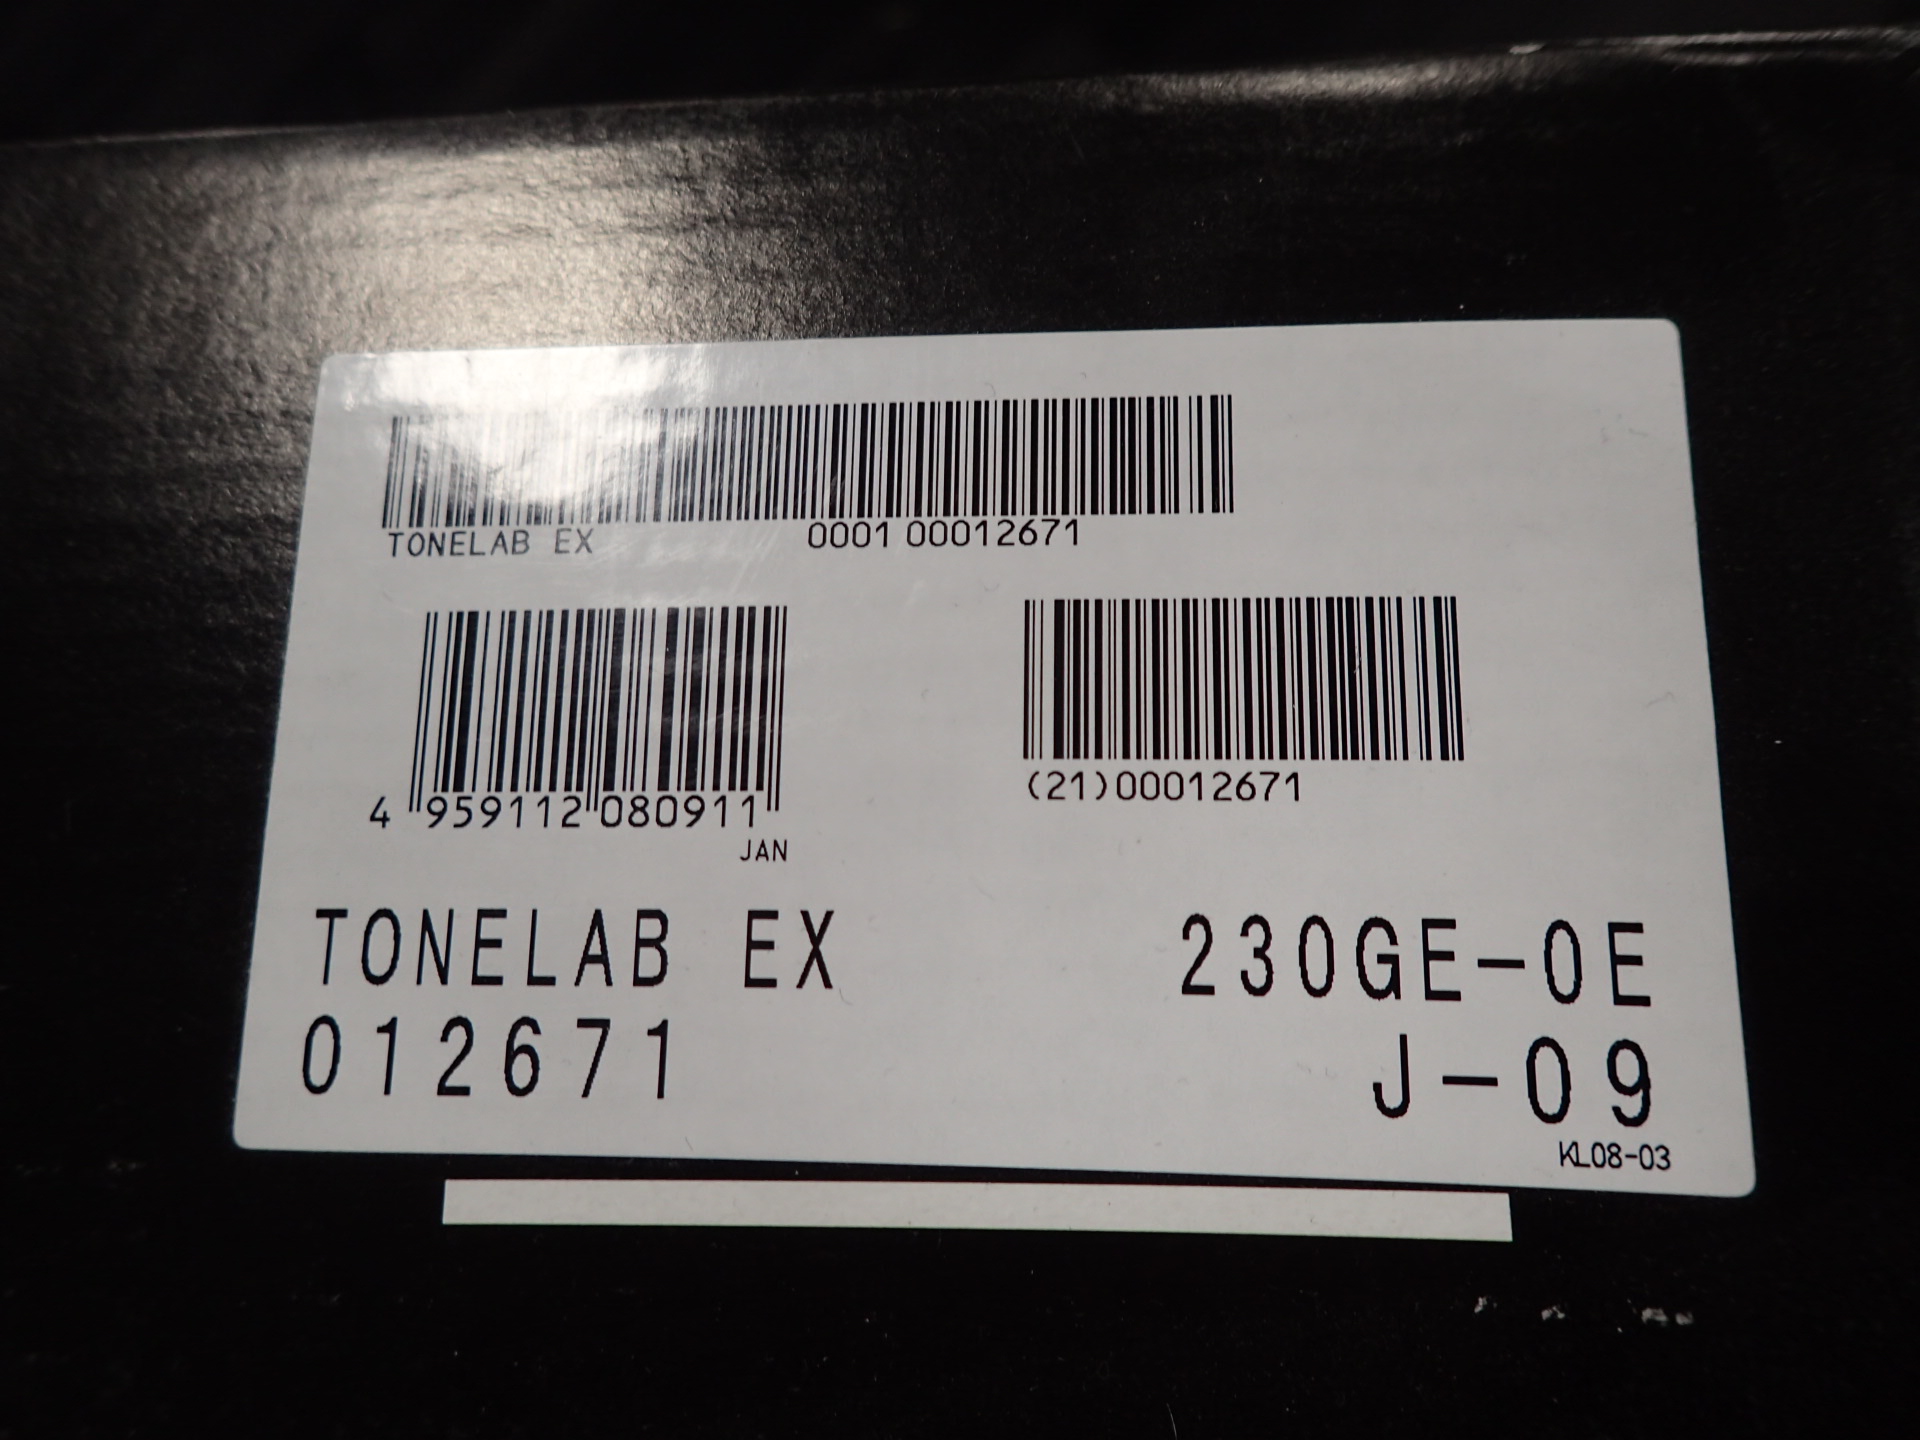 TONELAB EX 0001 00012671
4 959112 080911
JAN
(21)00012671
TONELAB EX 230GE-0E
012671 J-09
KL08-03